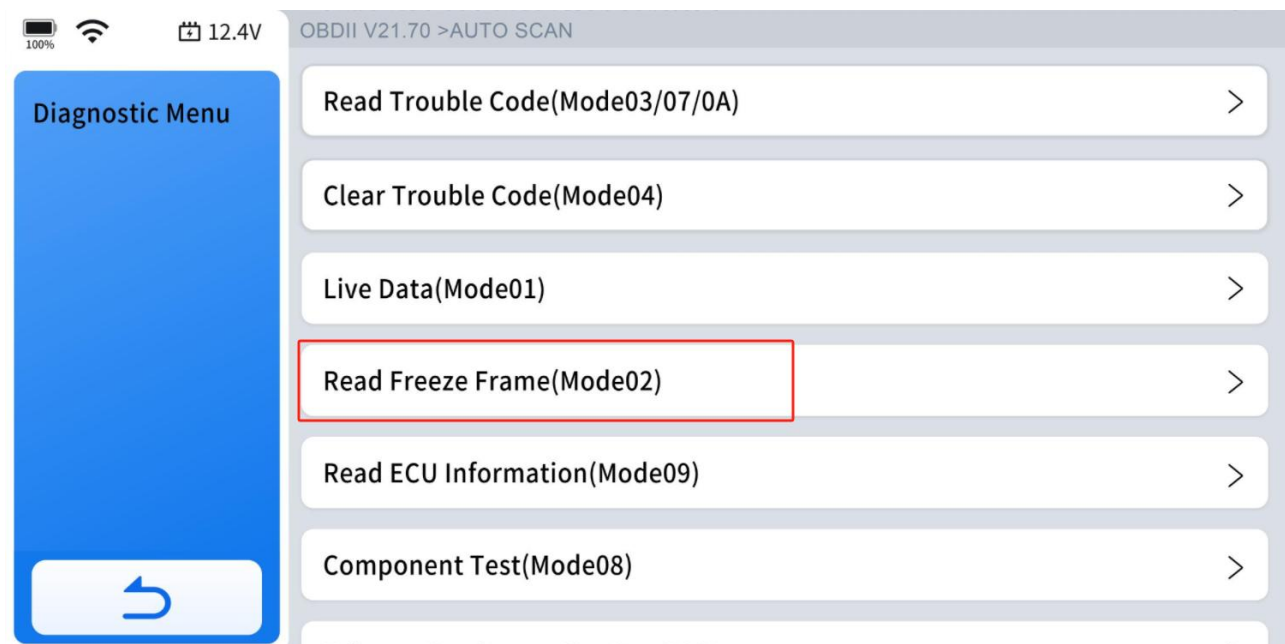 100%
12.4V
OBDII V21.70 >AUTO SCAN
Diagnostic Menu
Read Trouble Code(Mode03/07/0A)
Clear Trouble Code(Mode04)
Live Data(Mode01)
Read Freeze Frame(Mode02)
Read ECU Information(Mode09)
Component Test(Mode08)